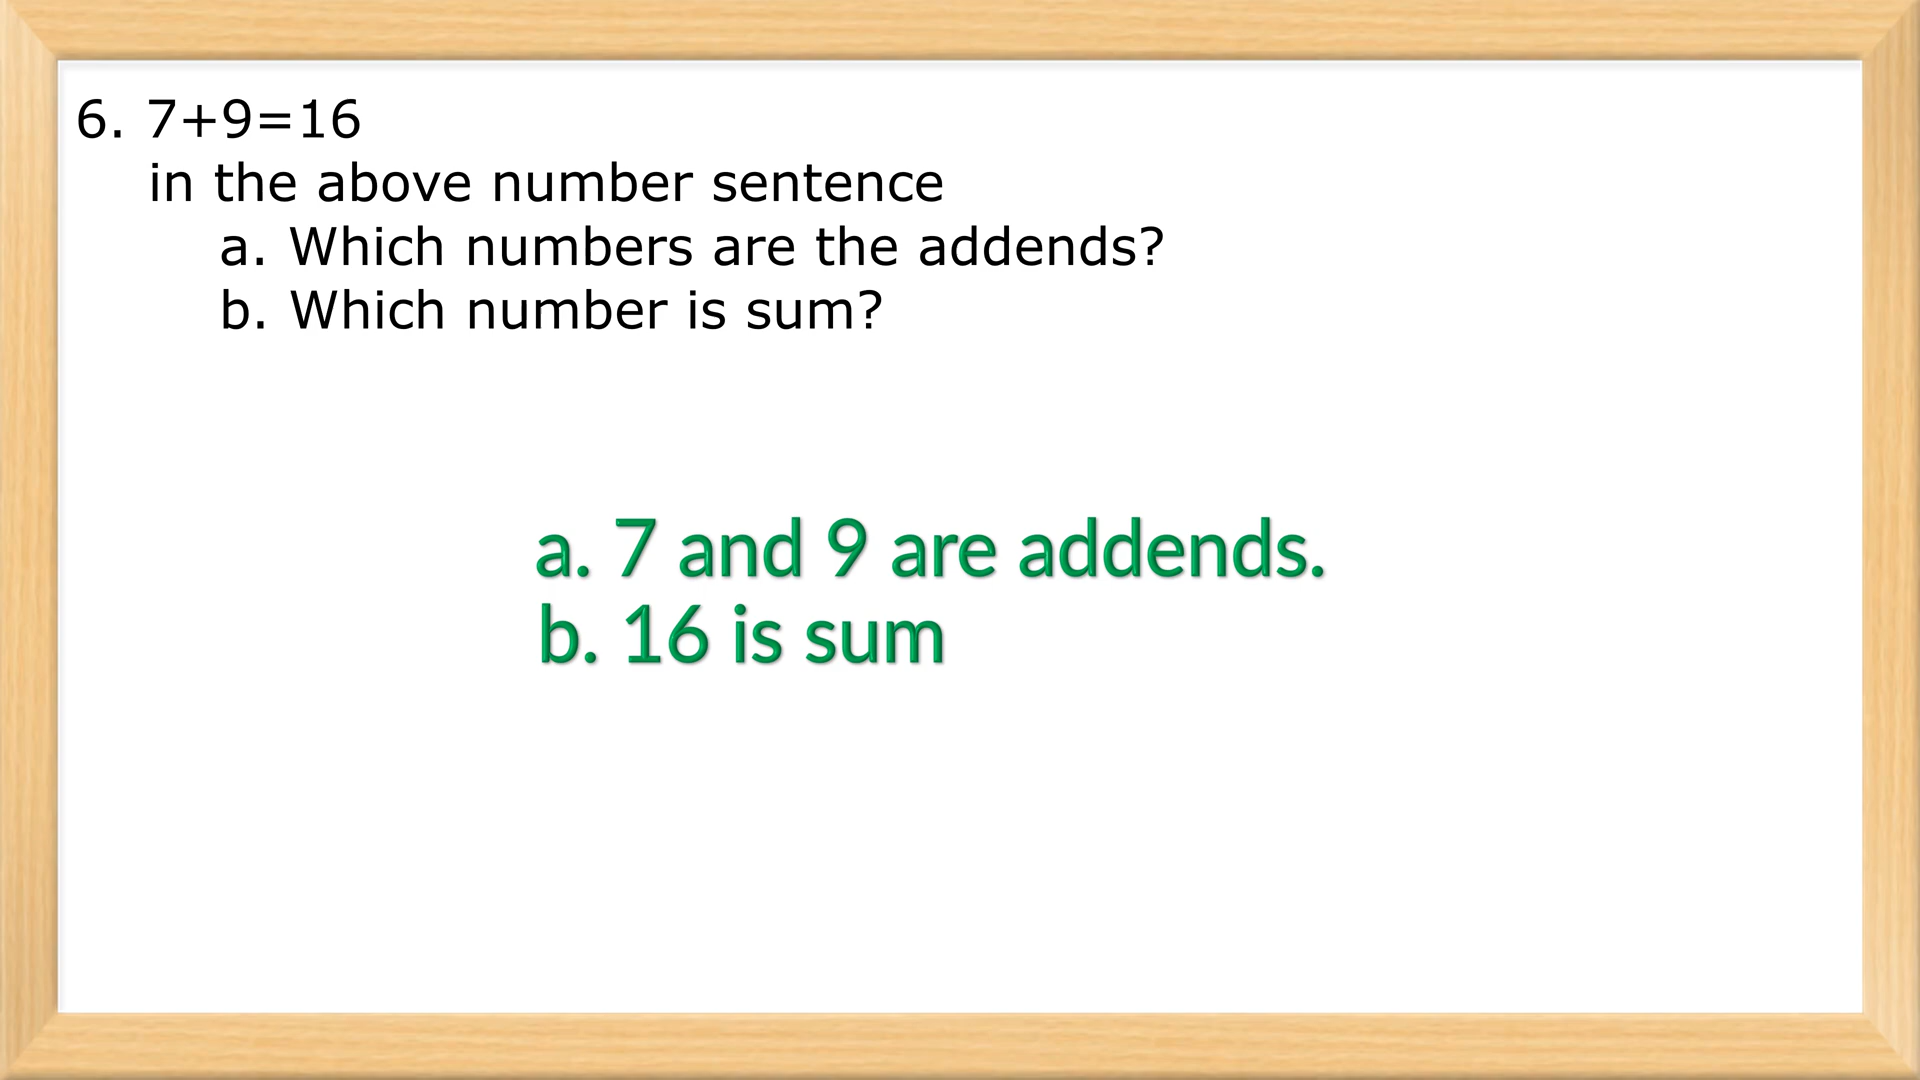 6. 7+9=16
in the above number sentence
a. Which numbers are the addends?
b. Which number is sum?
a. 7 and 9 are addends.
b. 16 is sum